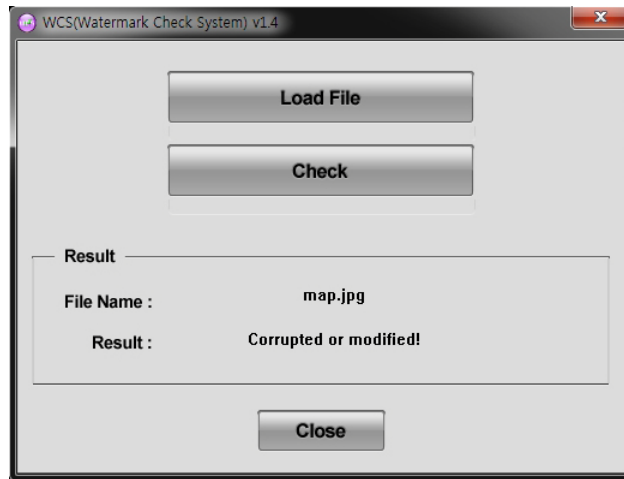 WCS(Watermark Check System) v1.4
Load File
Check
Result
File Name : map.jpg
Result : Corrupted or modified!
Close